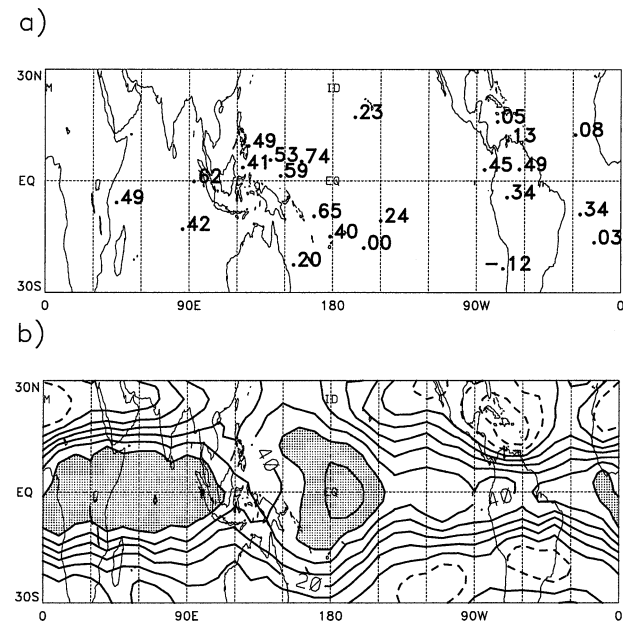 a)
30N
M
ID
.23
.05
.13
.08
.49
.53 .74
.41
.59
.45 .49
.62
EQ
EQ
.49
.34
.65
.34
.42
.24
.40
.00
.03
.20
-.12
30S
0 90E 180 90W 0
b)
30N
M
ID
40
EQ
EQ
40
20
30S
0 90E 180 90W 0